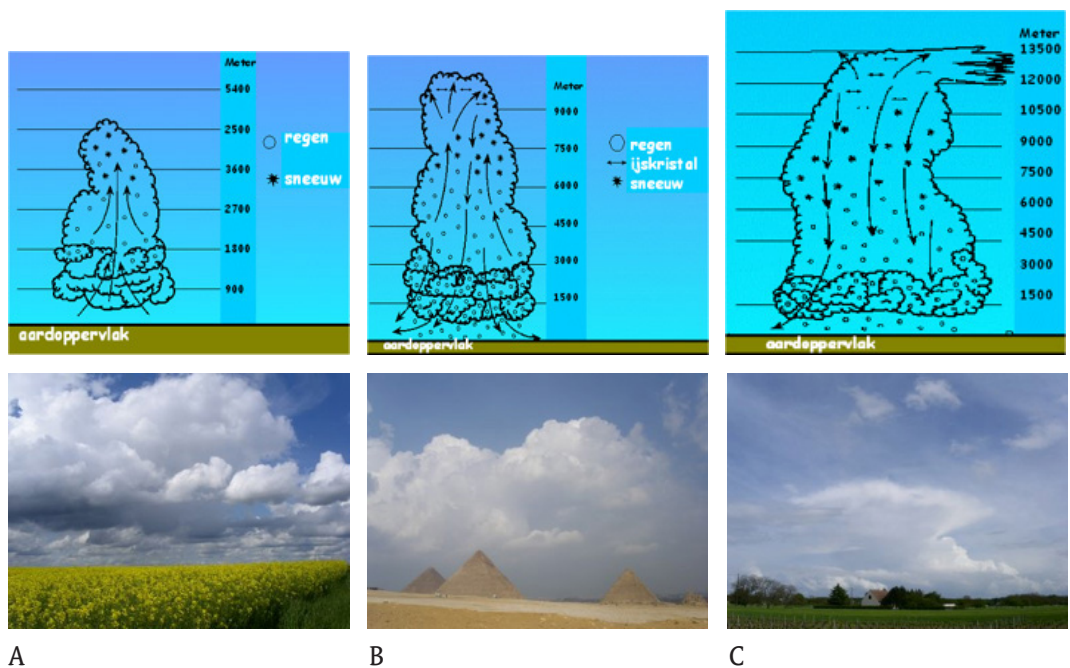 Meter
5400
2500
3600
2700
1800
900
regen
sneeuw
aardoppervlak
Meter
9000
7500
6000
4500
3000
1500
regen
ijskristal
sneeuw
aardoppervlak
Meter
13500
12000
10500
9000
7500
6000
4500
3000
1500
aardoppervlak
A
B
C